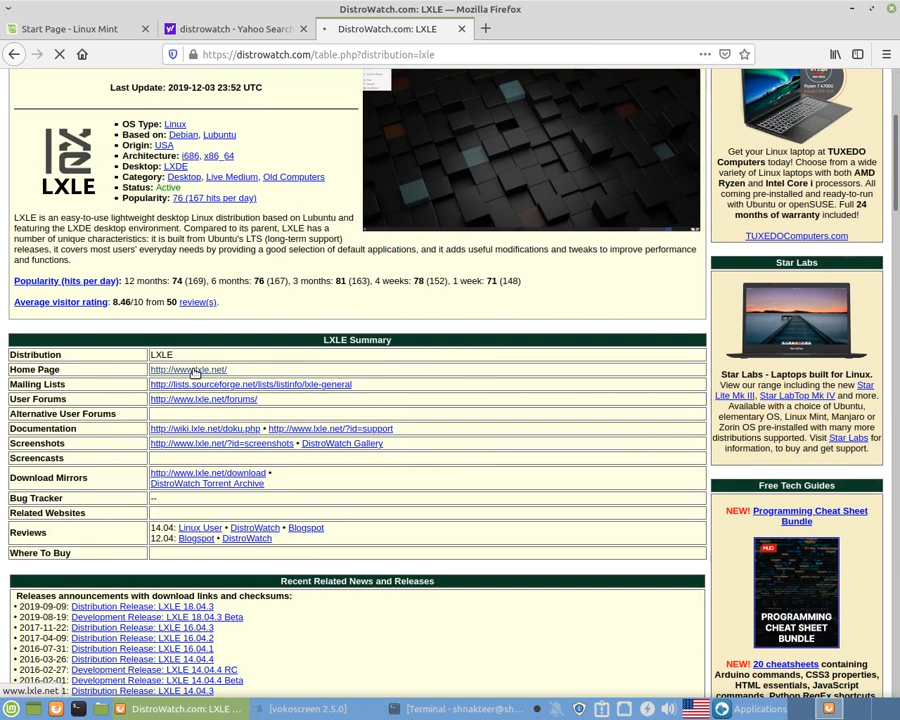 DistroWatch.com: LXLE — Mozilla Firefox
Start Page - Linux Mint
distrowatch - Yahoo Search
DistroWatch.com: LXLE
https://distrowatch.com/table.php?distribution=lxle
Last Update: 2019-12-03 23:52 UTC
LXLE
• OS Type: Linux
• Based on: Debian, Lubuntu
• Origin: USA
• Architecture: i686, x86_64
• Desktop: LXDE
• Category: Desktop, Live Medium, Old Computers
• Status: Active
• Popularity: 76 (167 hits per day)
LXLE is an easy-to-use lightweight desktop Linux distribution based on Lubuntu and
featuring the LXDE desktop environment. Compared to its parent, LXLE has a
number of unique characteristics: it is built from Ubuntu's LTS (long-term support)
releases, it covers most users' everyday needs by providing a good selection of default applications, and it adds useful modifications and tweaks to improve performance
and functions.
Popularity (hits per day): 12 months: 74 (169), 6 months: 76 (167), 3 months: 81 (163), 4 weeks: 78 (152), 1 week: 71 (148)
Average visitor rating: 8.46/10 from 50 review(s).
LXLE Summary
Distribution LXLE
Home Page http://www.lxle.net/
Mailing Lists http://lists.sourceforge.net/lists/listinfo/lxle-general
User Forums http://www.lxle.net/forums/
Alternative User Forums
Documentation http://wiki.lxle.net/doku.php • http://www.lxle.net/?id=support
Screenshots http://www.lxle.net/?id=screenshots • DistroWatch Gallery
Screencasts
Download Mirrors http://www.lxle.net/download •
DistroWatch Torrent Archive
Bug Tracker --
Related Websites
Reviews 14.04: Linux User • DistroWatch • Blogspot
12.04: Blogspot • DistroWatch
Where To Buy
Recent Related News and Releases
Releases announcements with download links and checksums:
• 2019-09-09: Distribution Release: LXLE 18.04.3
• 2019-08-19: Development Release: LXLE 18.04.3 Beta
• 2017-11-22: Distribution Release: LXLE 16.04.3
• 2017-04-09: Distribution Release: LXLE 16.04.2
• 2016-07-31: Distribution Release: LXLE 16.04.1
• 2016-03-26: Distribution Release: LXLE 14.04.4
• 2016-02-27: Development Release: LXLE 14.04.4 RC
• 2016-02-01: Development Release: LXLE 14.04.4 Beta
1: Distribution Release: LXLE 14.04.3
www.lxle.net
Get your Linux laptop at TUXEDO
Computers today! Choose from a wide
variety of Linux laptops with both AMD
Ryzen and Intel Core i processors. All
coming pre-installed and ready-to-run
with Ubuntu or openSUSE. Full 24
months of warranty included!
TUXEDOComputers.com
Star Labs
Star Labs - Laptops built for Linux.
View our range including the new Star
Lite Mk III, Star LabTop Mk IV and more.
Available with a choice of Ubuntu,
elementary OS, Linux Mint, Manjaro or
Zorin OS pre-installed with many more
distributions supported. Visit Star Labs for
information, to buy and get support.
Free Tech Guides
NEW! Programming Cheat Sheet
Bundle
PROGRAMMING
CHEAT SHEET
BUNDLE
NEW! 20 cheatsheets containing
Arduino commands, CSS3 properties,
HTML essentials, JavaScript
commands, Python RegEx shortcuts
DistroWatch.com: LXLE ...
[vokoscreen 2.5.0]
[Terminal - shnakteer@sh...
Applications